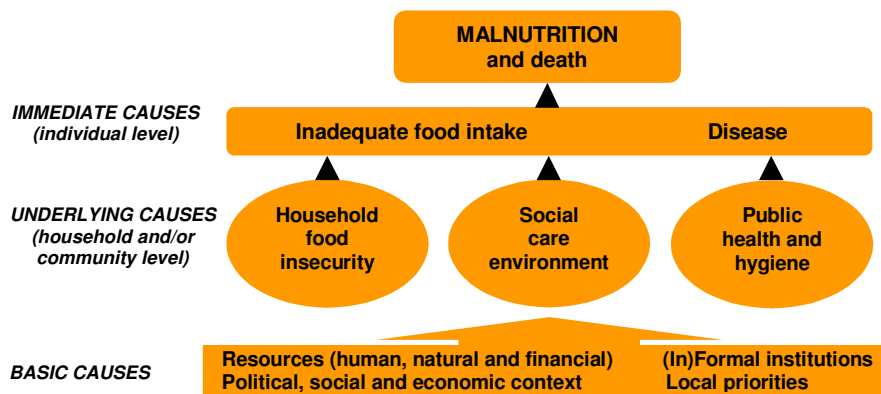 MALNUTRITION
and death
IMMEDIATE CAUSES
(individual level)
Inadequate food intake
Disease
UNDERLYING CAUSES
(household and/or
community level)
Household
food
insecurity
Social
care
environment
Public
health and
hygiene
BASIC CAUSES
Resources (human, natural and financial)
Political, social and economic context
(In)Formal institutions
Local priorities